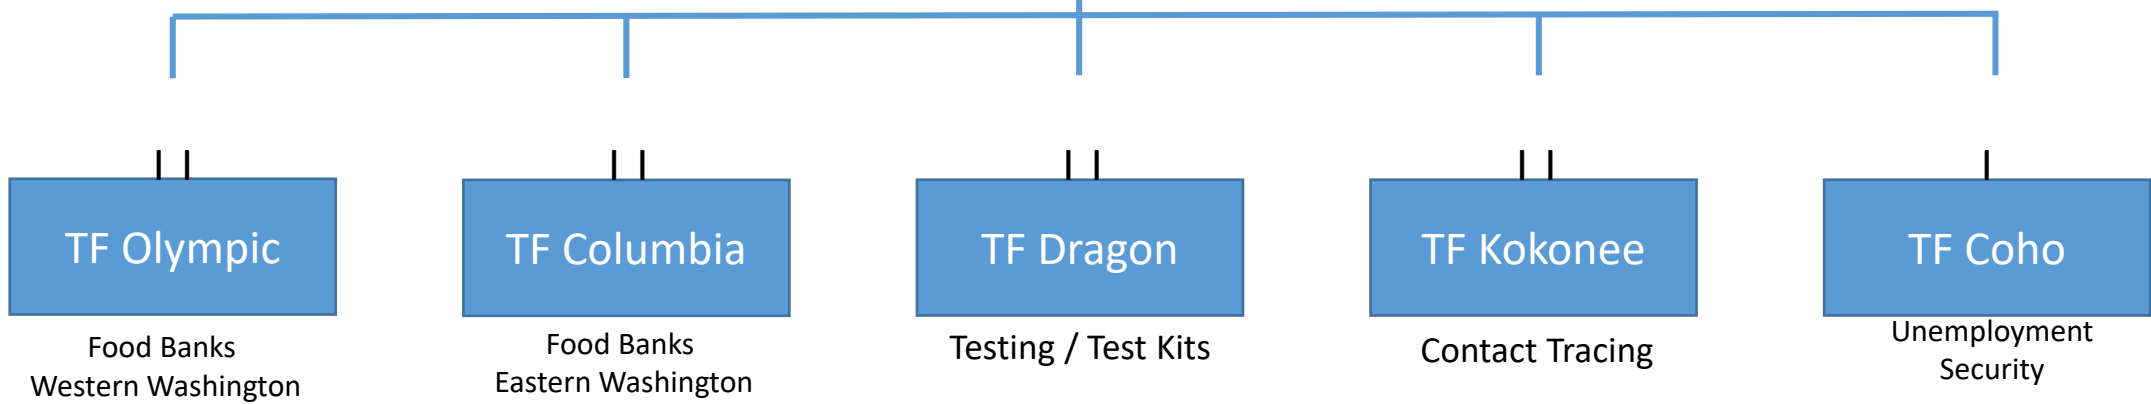 TF Olympic
Food Banks
Western Washington
TF Columbia
Food Banks
Eastern Washington
TF Dragon
Testing / Test Kits
TF Kokonee
Contact Tracing
TF Coho
Unemployment
Security